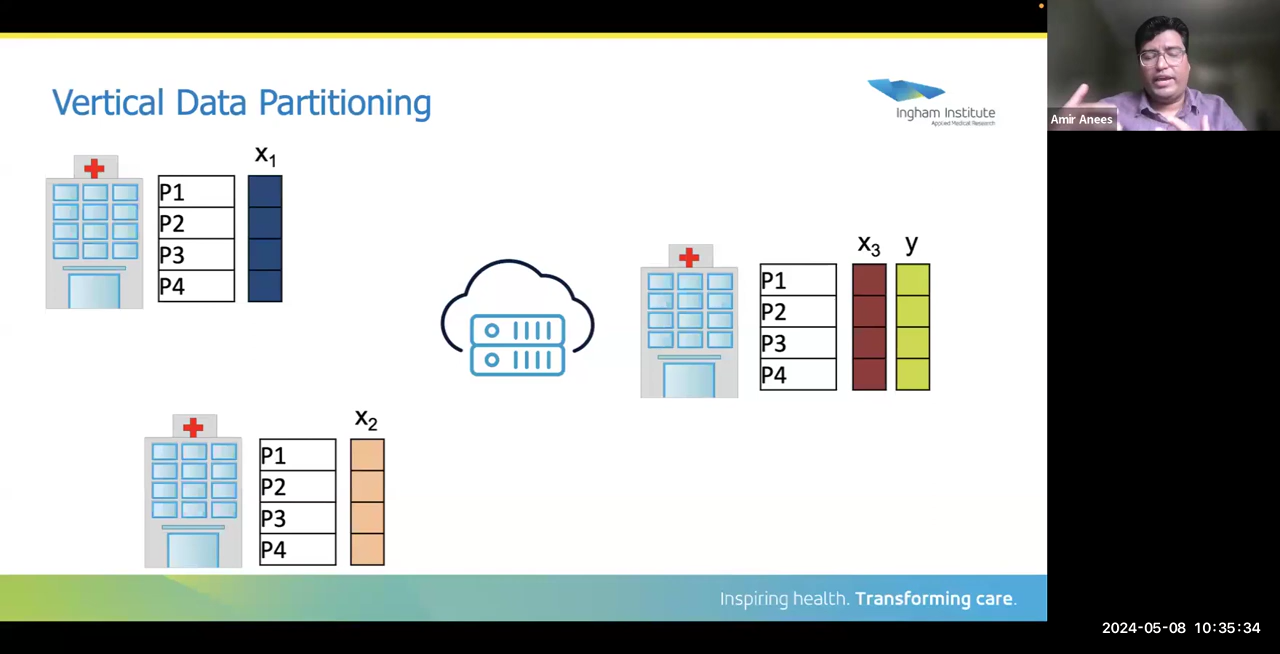 Vertical Data Partitioning
Ingham Institute
Applied Medical Research
Amir Anees
x1
P1
P2
P3
P4
x3 y
P1
P2
P3
P4
x2
P1
P2
P3
P4
Inspiring health. Transforming care.
2024-05-08 10:35:34